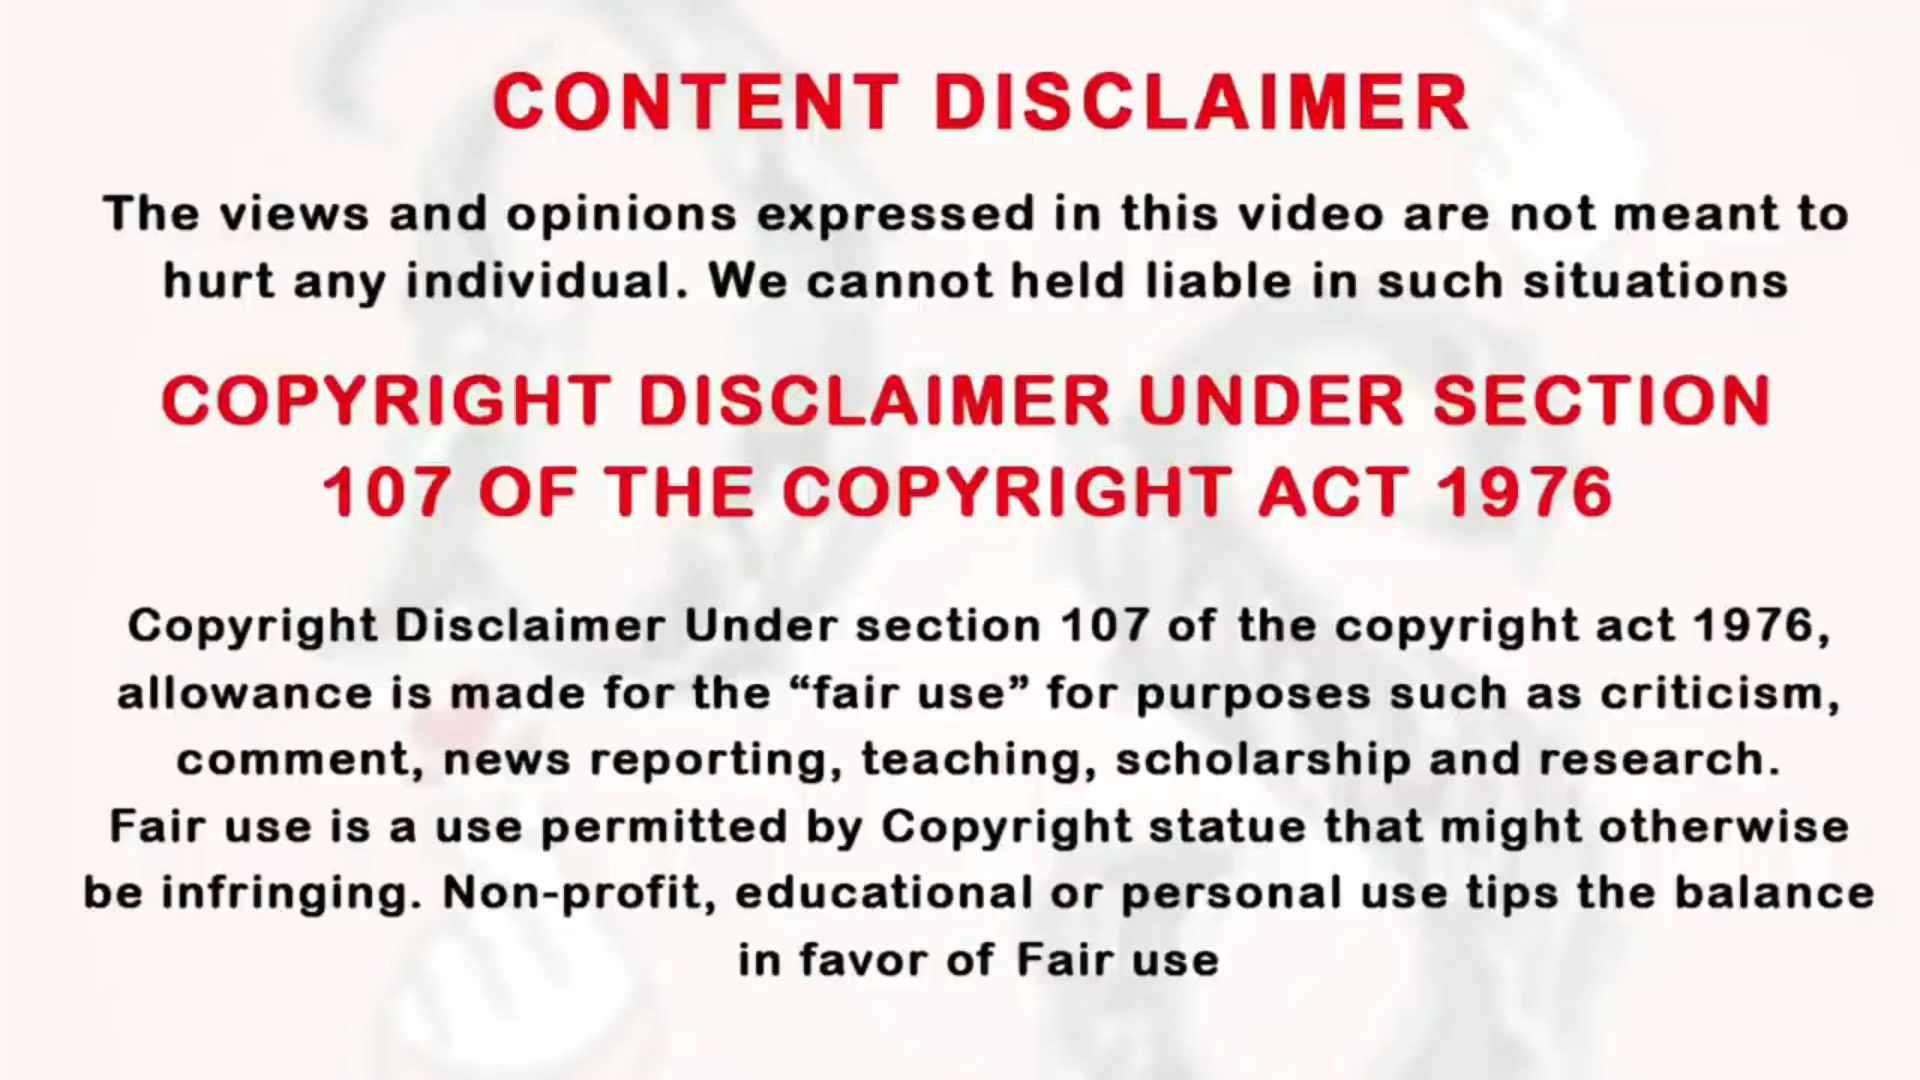 CONTENT DISCLAIMER
The views and opinions expressed in this video are not meant to
hurt any individual. We cannot held liable in such situations
COPYRIGHT DISCLAIMER UNDER SECTION
107 OF THE COPYRIGHT ACT 1976
Copyright Disclaimer Under section 107 of the copyright act 1976,
allowance is made for the “fair use” for purposes such as criticism,
comment, news reporting, teaching, scholarship and research.
Fair use is a use permitted by Copyright statue that might otherwise
be infringing. Non-profit, educational or personal use tips the balance
in favor of Fair use